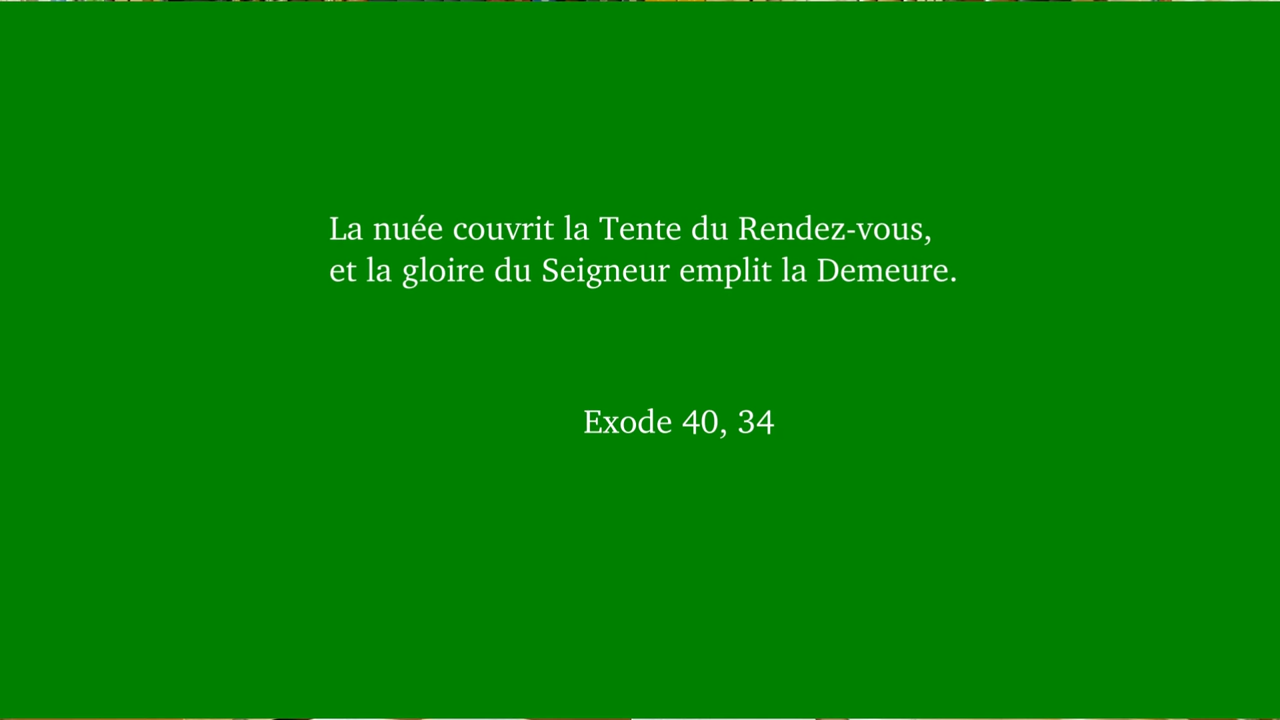 La nuée couvrit la Tente du Rendez-vous,
et la gloire du Seigneur emplit la Demeure.
Exode 40, 34